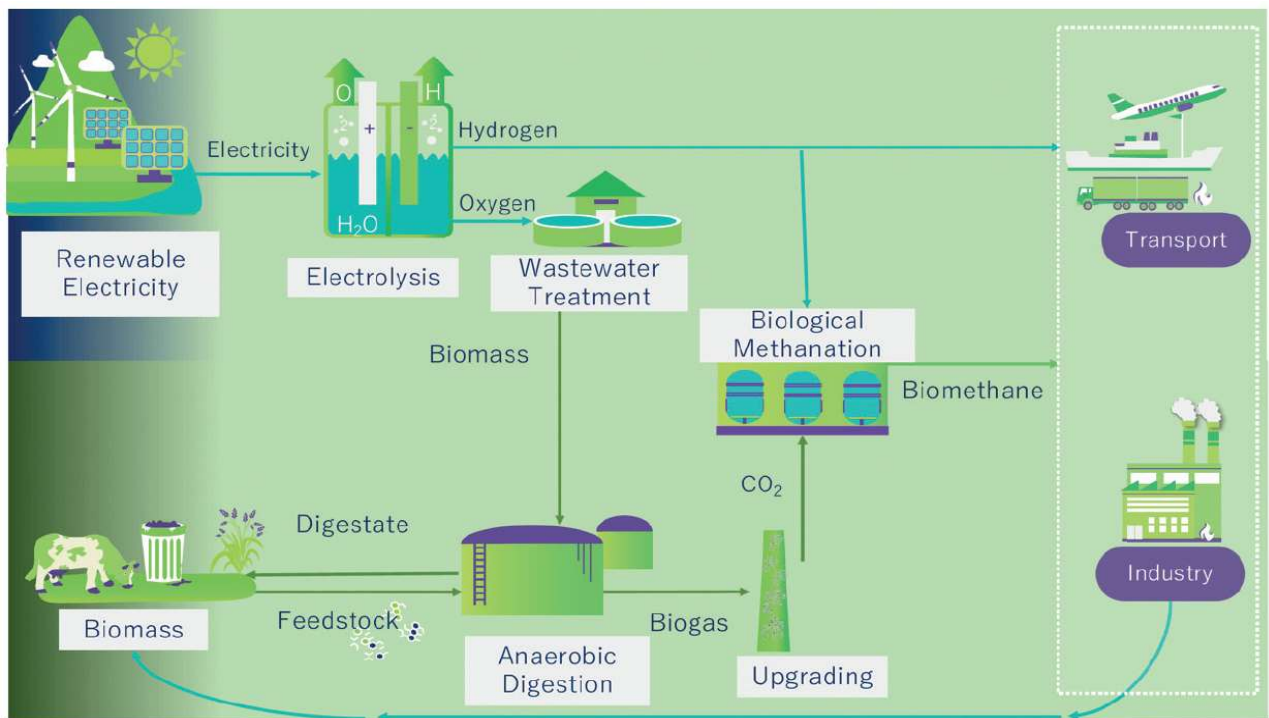 O
H
+
-
Hydrogen
Electricity
Oxygen
H₂O
Renewable
Electricity
Electrolysis
Wastewater
Treatment
Transport
Biomass
Biological
Methanation
Biomethane
CO₂
Digestate
Feedstock
Biogas
Industry
Biomass
Anaerobic
Digestion
Upgrading